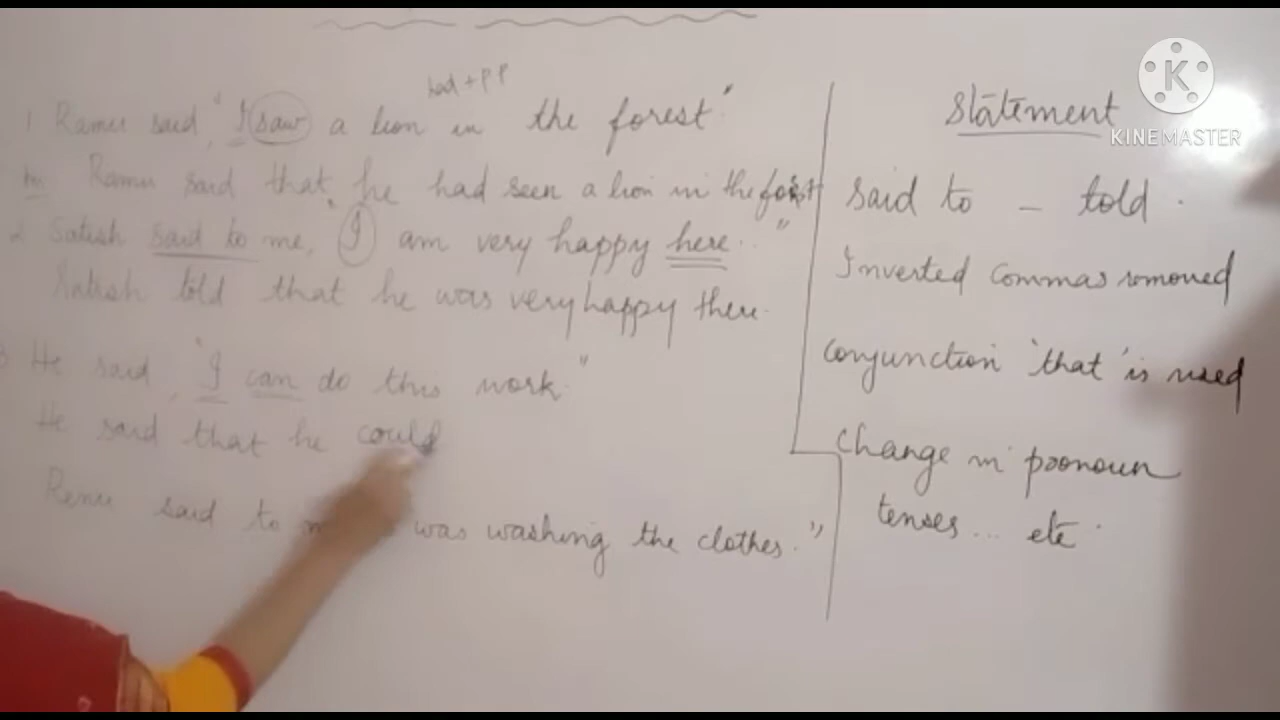 had + PP
1 Ramu said, "I saw a lion in the forest"
Ramu said that he had seen a lion in the forest
2 Satish said to me, "I am very happy here.."
Satish told that he was very happy there.
3 He said, "I can do this work."
He said that he could
Renu said to was washing the clothes."
Statement
said to - told.
Inverted commas romoved
conjunction 'that' is used
change in pronoun
tenses... etc.
K
KINEMASTER